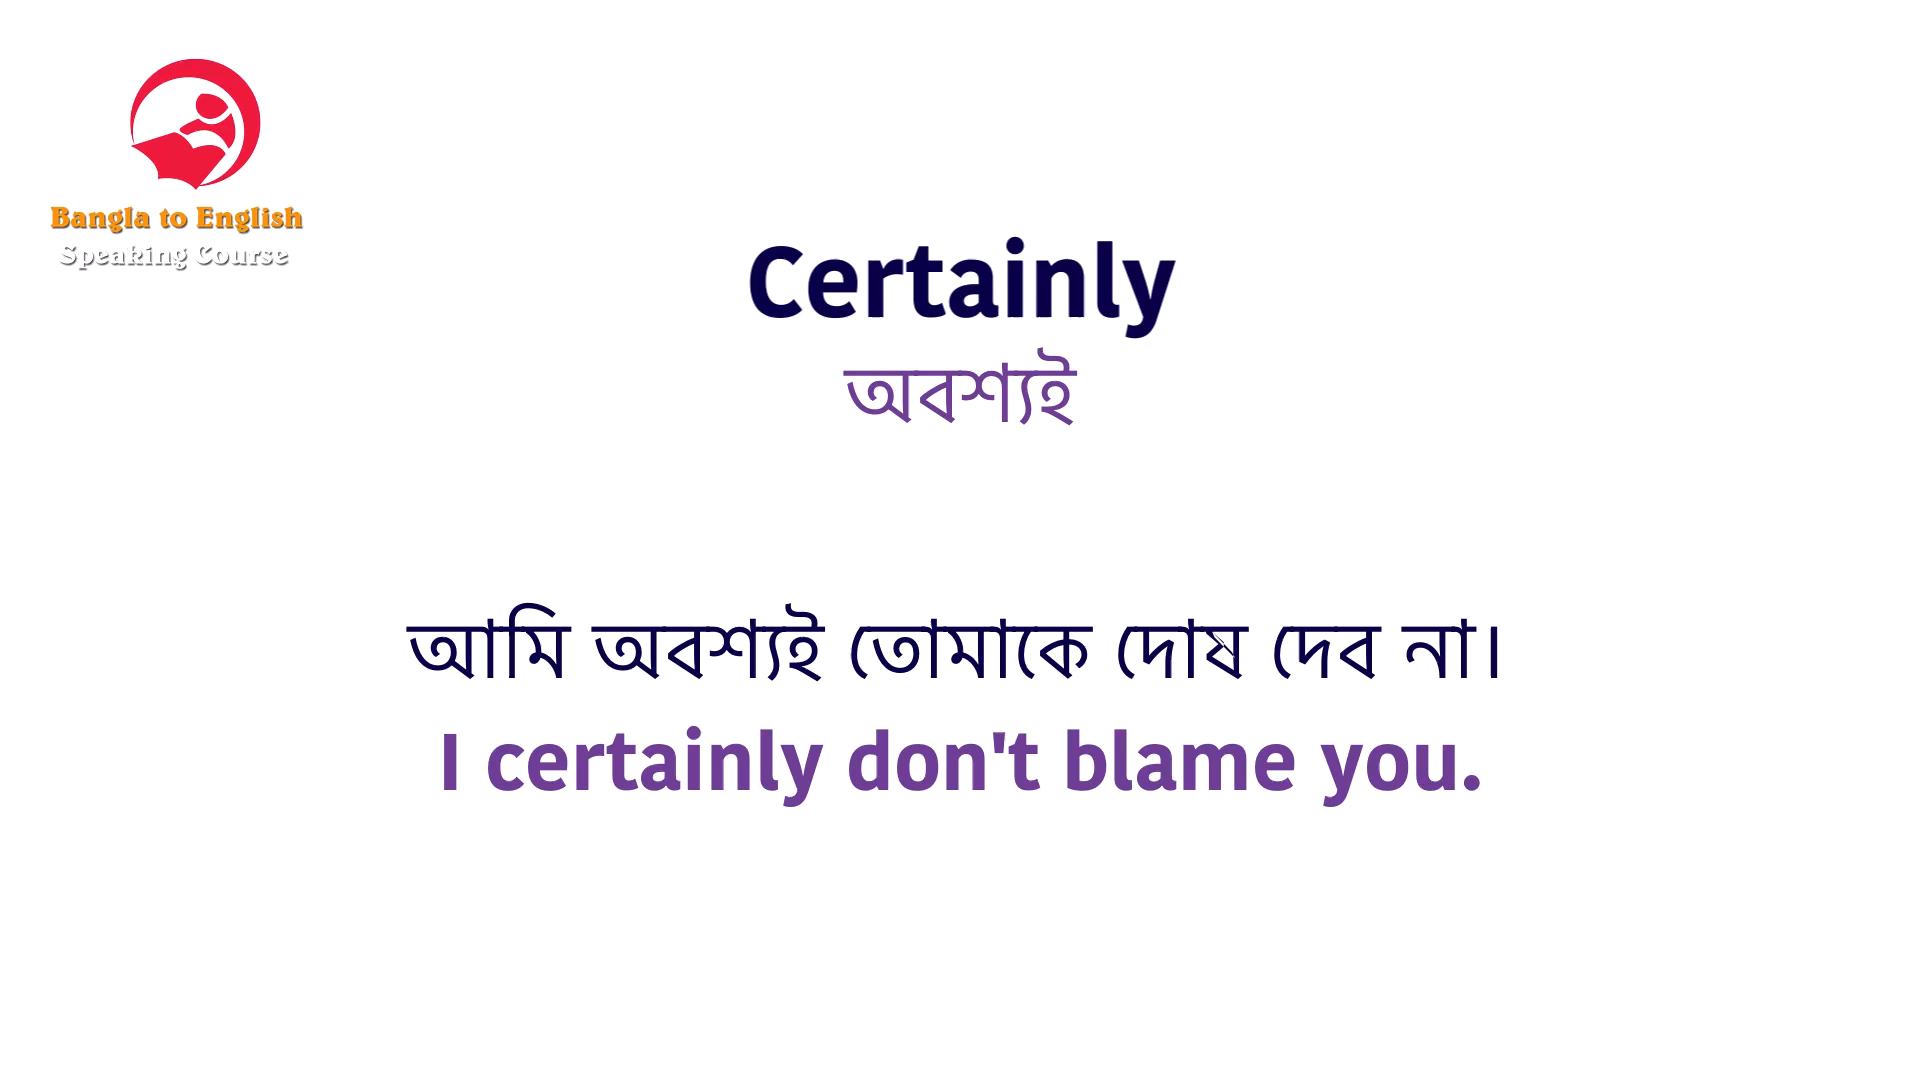 Bangla to English
Speaking Course
Certainly
অবশ্যই
আমি অবশ্যই তোমাকে দোষ দেব না।
I certainly don't blame you.